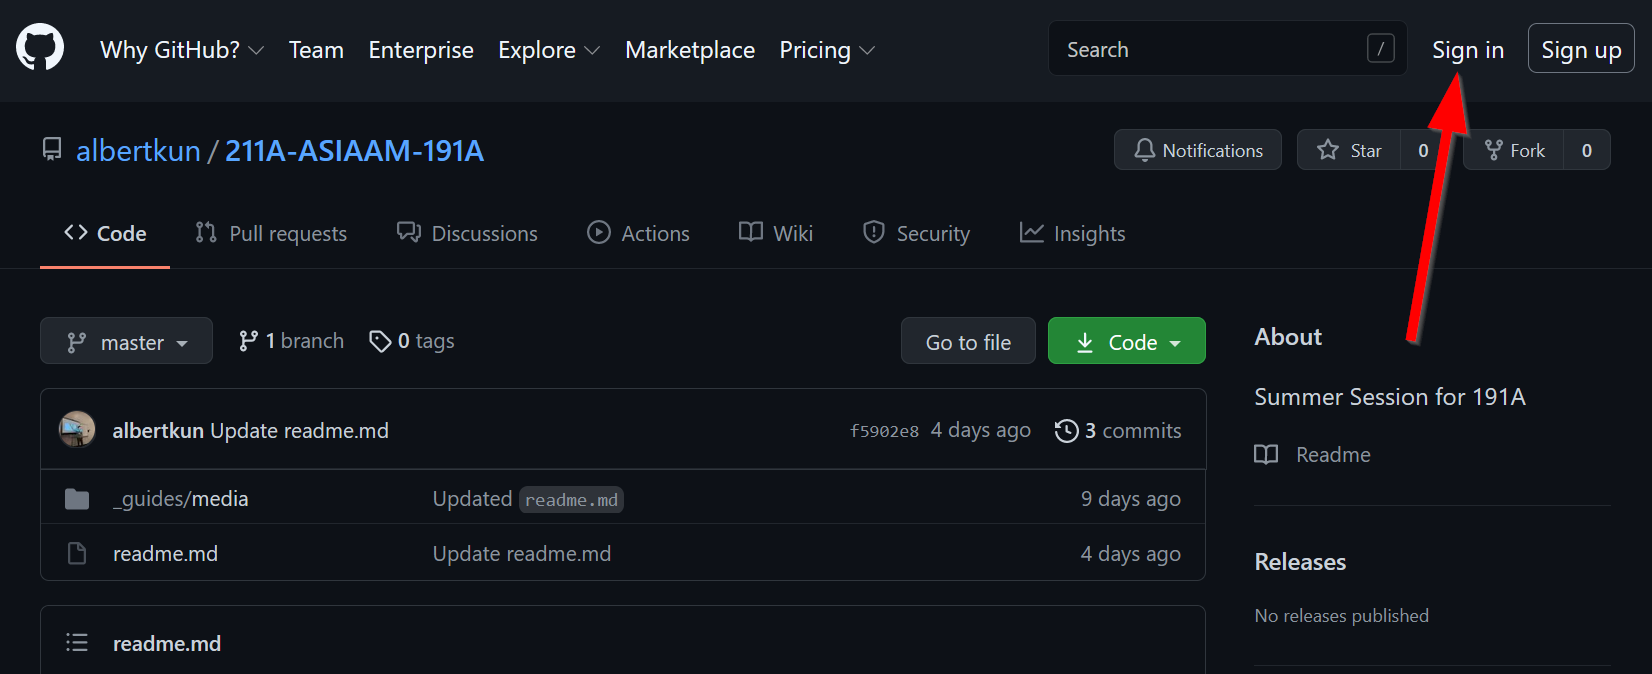 Why GitHub? Team Enterprise Explore Marketplace Pricing Search / Sign in Sign up
albertkun / 211A-ASIAAM-191A Notifications Star 0 Fork 0
Code Pull requests Discussions Actions Wiki Security Insights
master 1 branch 0 tags Go to file Code
albertkun Update readme.md f5902e8 4 days ago 3 commits
_guides/media Updated readme.md 9 days ago
readme.md Update readme.md 4 days ago
readme.md
About
Summer Session for 191A
Readme
Releases
No releases published